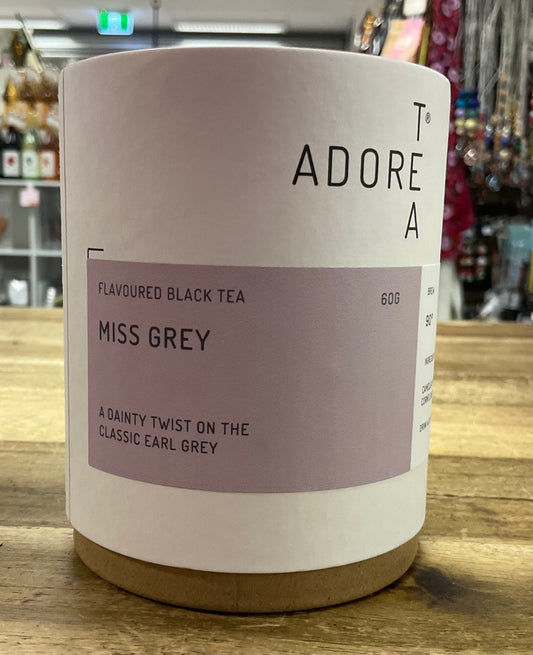 T®
ADORE
A
FLAVOURED BLACK TEA
60G
MISS GREY
A DAINTY TWIST ON THE
CLASSIC EARL GREY